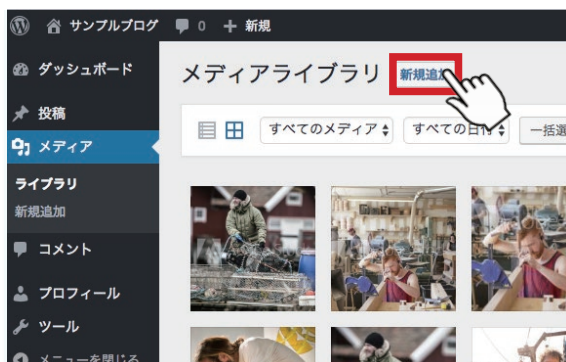 サンプルブログ 0 新規
ダッシュボード
投稿
メディア
ライブラリ
新規追加
コメント
プロフィール
ツール
メニューを閉じる
メディアライブラリ 新規追加
すべてのメディア すべての日付 一括選